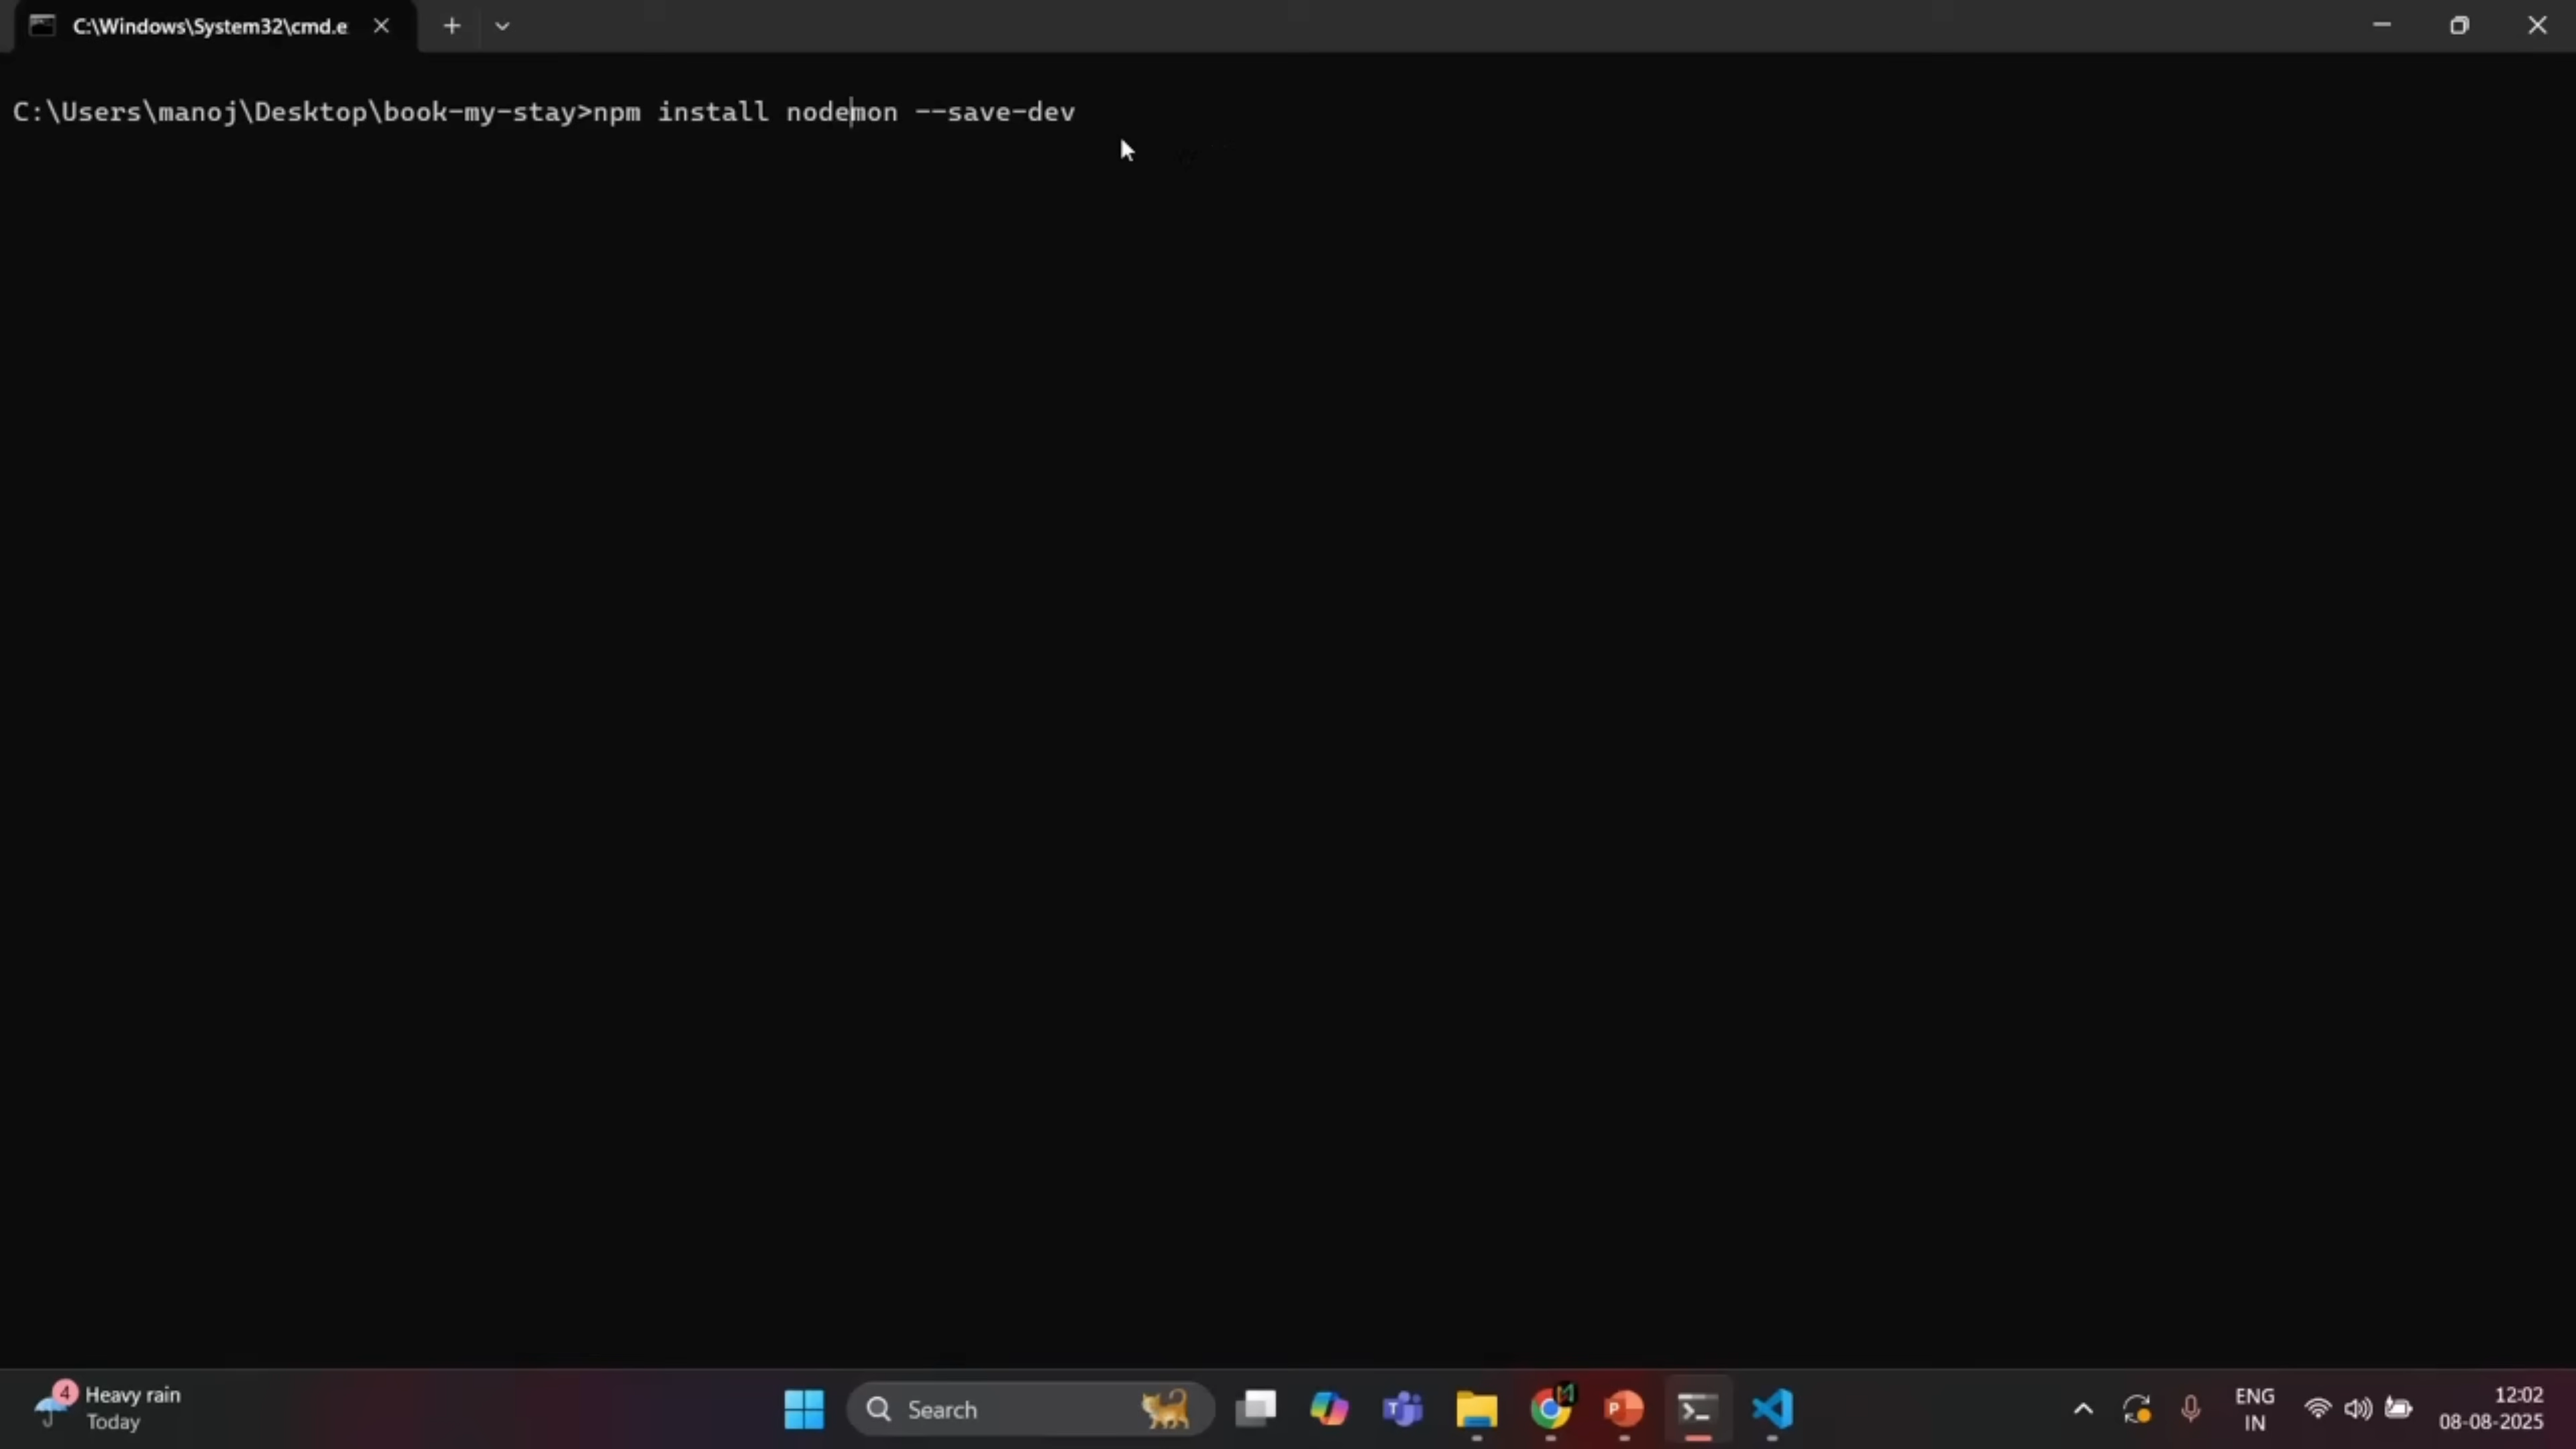 C:\Windows\System32\cmd.e
C:\Users\manoj\Desktop\book-my-stay>npm install nodemon --save-dev
4
Heavy rain
Today
Search
ENG
IN
12:02
08-08-2025